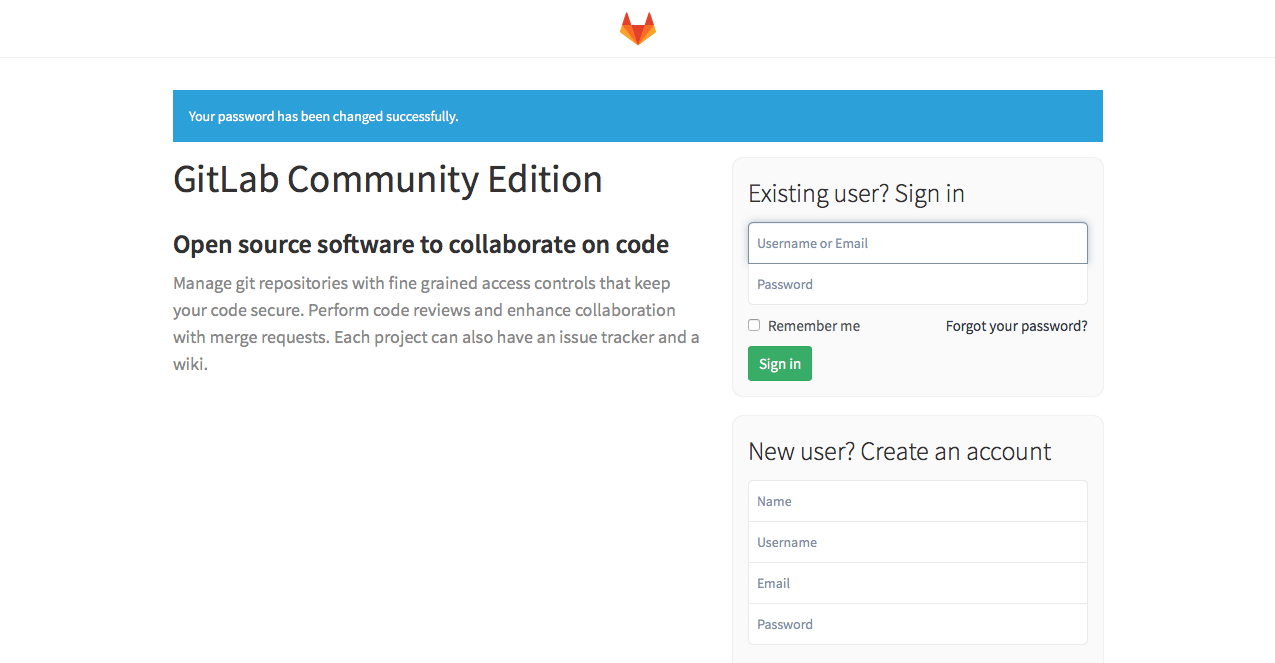 Your password has been changed successfully.
GitLab Community Edition
Open source software to collaborate on code
Manage git repositories with fine grained access controls that keep
your code secure. Perform code reviews and enhance collaboration
with merge requests. Each project can also have an issue tracker and a
wiki.
Existing user? Sign in
Username or Email
Password
Remember me
Forgot your password?
Sign in
New user? Create an account
Name
Username
Email
Password